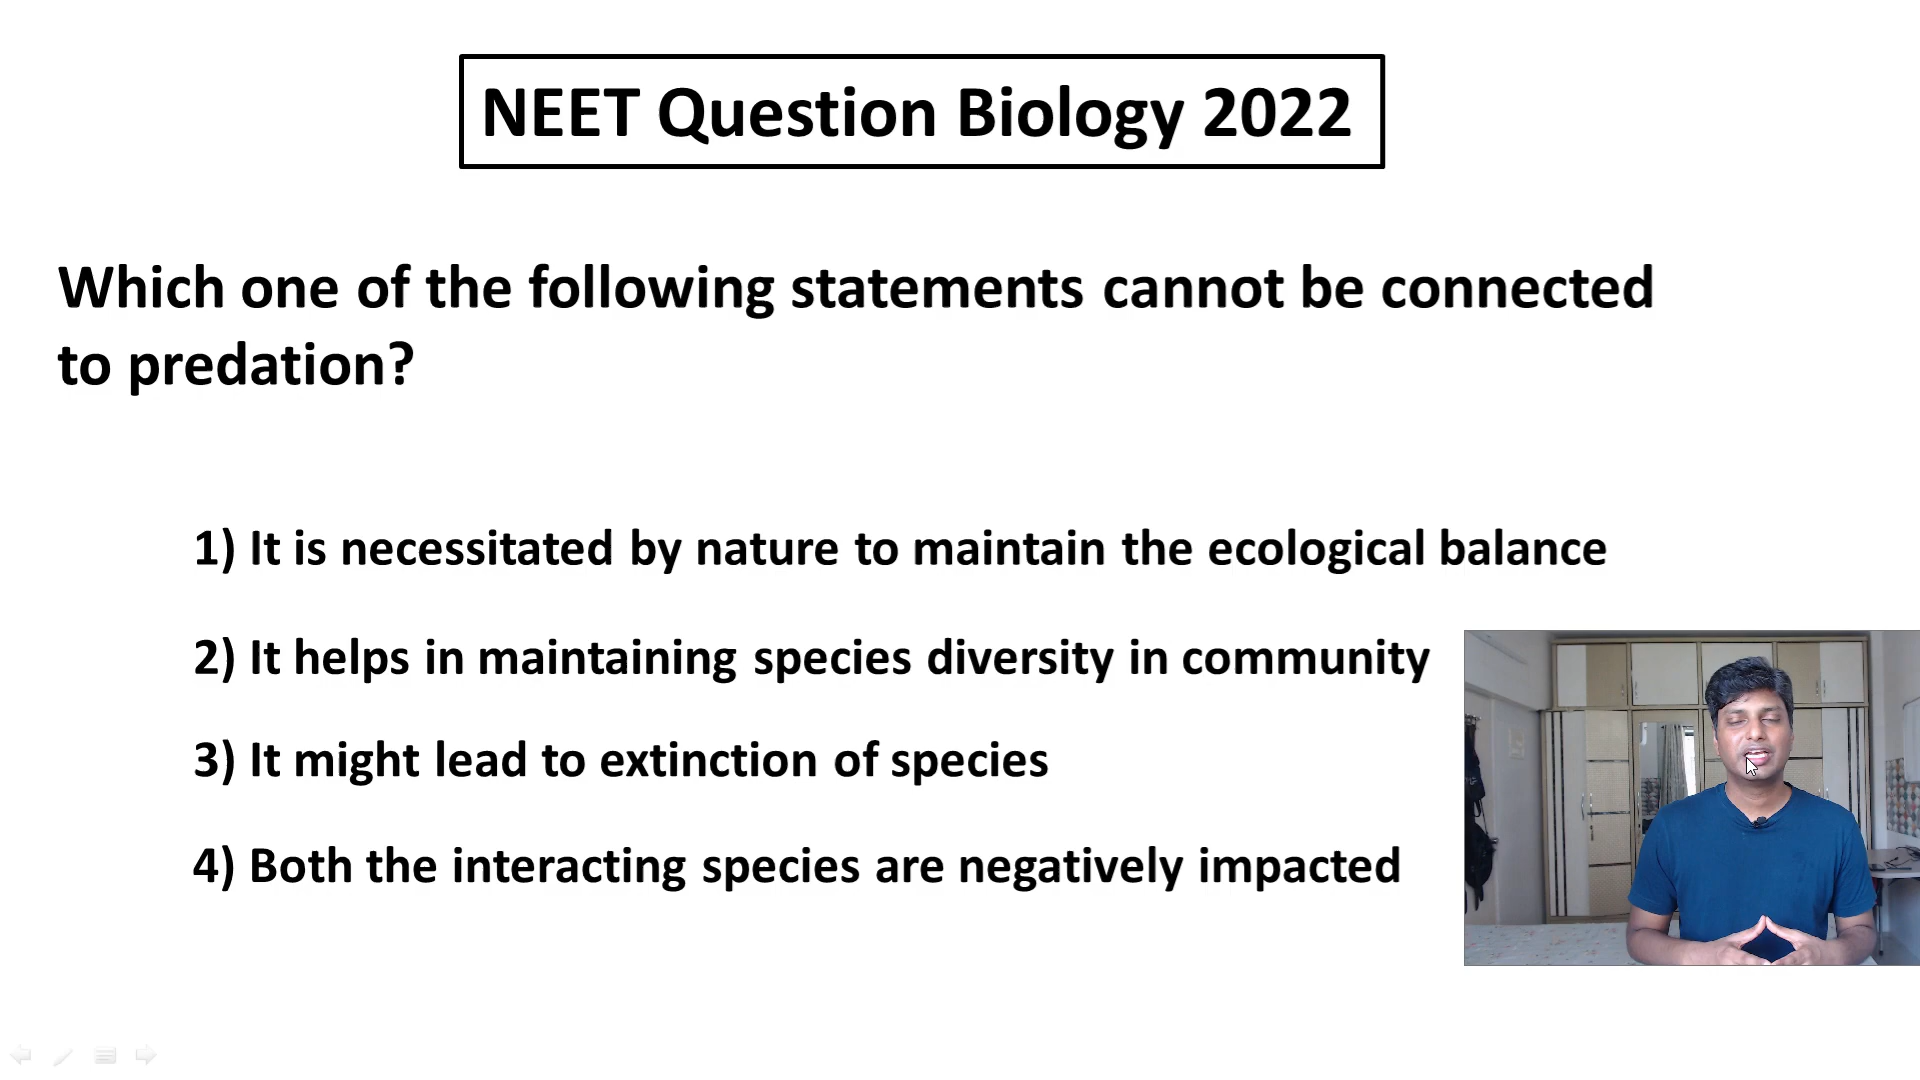 NEET Question Biology 2022
Which one of the following statements cannot be connected
to predation?
1) It is necessitated by nature to maintain the ecological balance
2) It helps in maintaining species diversity in community
3) It might lead to extinction of species
4) Both the interacting species are negatively impacted